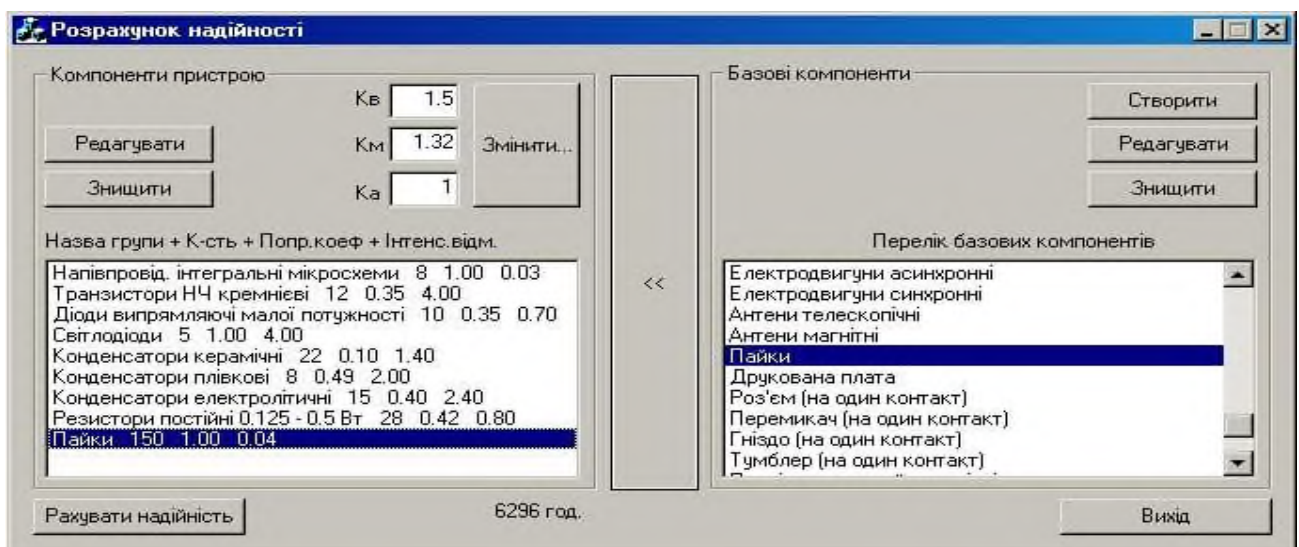 Розрахунок надійності
Компоненти пристрою
Кв 1.5
Км 1.32
Ка 1
Редагувати
Знищити
Змінити...
Назва групи + К-сть + Попр.коеф + Інтенс.відм.
Напівпровід. інтегральні мікросхеми 8 1.00 0.03
Транзистори НЧ кремнієві 12 0.35 4.00
Діоди випрямляючі малої потужності 10 0.35 0.70
Світлодіоди 5 1.00 4.00
Конденсатори керамічні 22 0.10 1.40
Конденсатори плівкові 8 0.49 2.00
Конденсатори електролітичні 15 0.40 2.40
Резистори постійні 0.125 - 0.5 Вт 28 0.42 0.80
Пайки 150 1.00 0.04
Рахувати надійність
6296 год.
<<
Базові компоненти
Створити
Редагувати
Знищити
Перелік базових компонентів
Електродвигуни асинхронні
Електродвигуни синхронні
Антени телескопічні
Антени магнітні
Пайки
Друкована плата
Роз'єм (на один контакт)
Перемикач (на один контакт)
Гніздо (на один контакт)
Тумблер (на один контакт)
Вихід